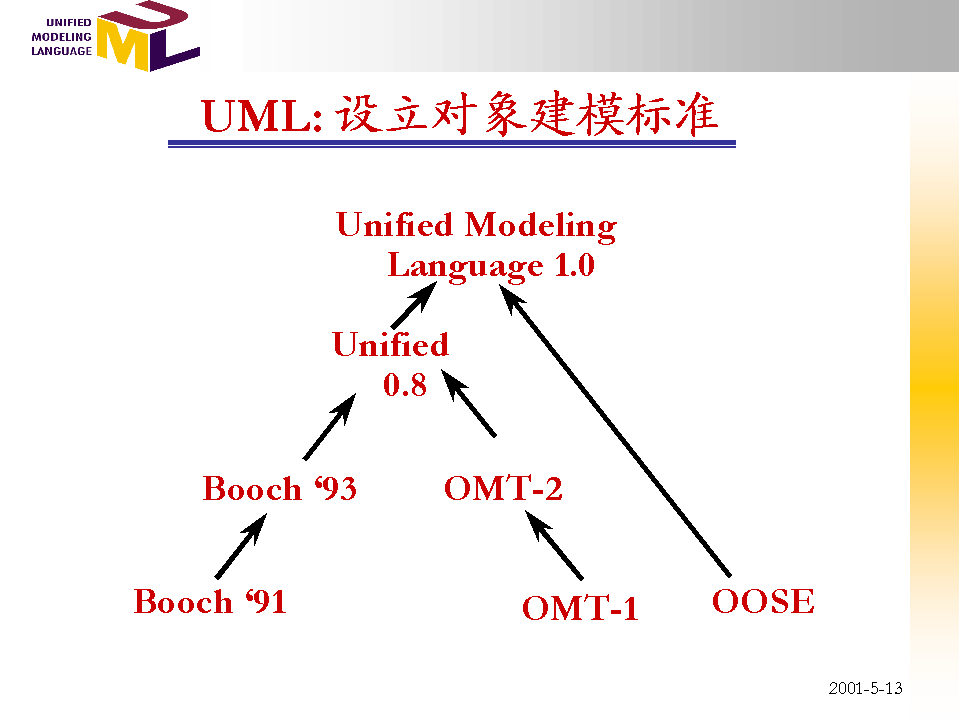 UNIFIED
MODELING
LANGUAGE
UML
UML: 设立对象建模标准
Unified Modeling
Language 1.0
Unified
0.8
Booch ‘93
OMT-2
Booch ‘91
OMT-1
OOSE
2001-5-13